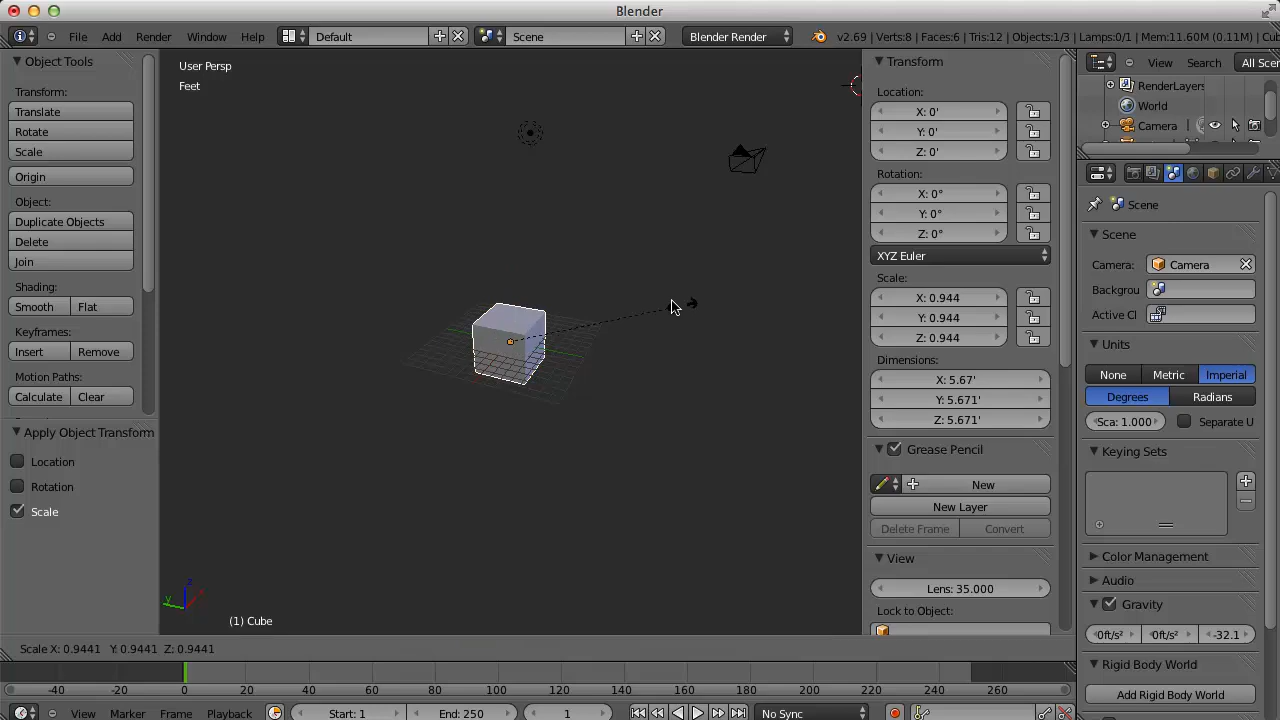 Blender
File Add Render Window Help Default Scene Blender Render v2.69 | Verts:8 | Faces:6 | Tris:12 | Objects:1/3 | Lamps:0/1 | Mem:11.60M (0.11M) | Cub
Object Tools
Transform:
Translate
Rotate
Scale
Origin
Object:
Duplicate Objects
Delete
Join
Shading:
Smooth Flat
Keyframes:
Insert Remove
Motion Paths:
Calculate Clear
Apply Object Transform
Location
Rotation
Scale
User Persp
Feet
z
x
y
(1) Cube
Scale X: 0.9441 Y: 0.9441 Z: 0.9441
Transform
Location:
X: 0'
Y: 0'
Z: 0'
Rotation:
X: 0°
Y: 0°
Z: 0°
XYZ Euler
Scale:
X: 0.944
Y: 0.944
Z: 0.944
Dimensions:
X: 5.67'
Y: 5.671'
Z: 5.671'
Grease Pencil
New
New Layer
Delete Frame Convert
View
Lens: 35.000
Lock to Object:
View Search All Scen
RenderLayers
World
Camera
Scene
Scene
Camera: Camera
Backgrou
Active Cl
Units
None Metric Imperial
Degrees Radians
Sca: 1.000 Separate U
Keying Sets
Color Management
Audio
Gravity
0ft/s² 0ft/s² -32.1
Rigid Body World
Add Rigid Body World
-40 -20 0 20 40 60 80 100 120 140 160 180 200 220 240 260
View Marker Frame Playback Start: 1 End: 250 1 No Sync